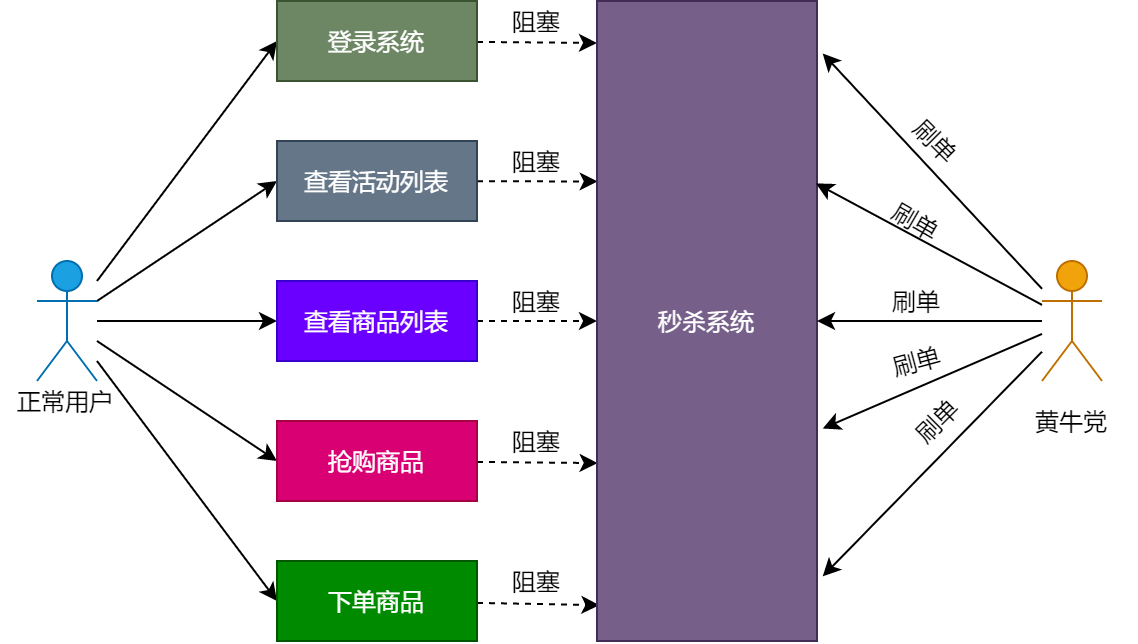 登录系统
阻塞
查看活动列表
阻塞
查看商品列表
阻塞
抢购商品
阻塞
下单商品
阻塞
正常用户
秒杀系统
刷单
刷单
刷单
刷单
刷单
黄牛党